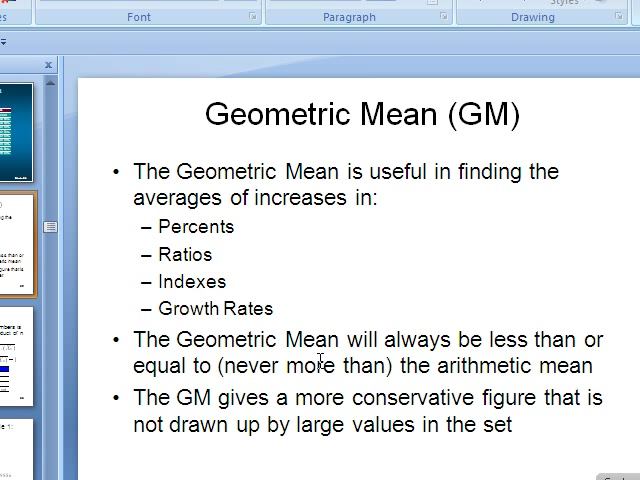 Styles
Font
Paragraph
Drawing
Geometric Mean (GM)
• The Geometric Mean is useful in finding the
averages of increases in:
– Percents
– Ratios
– Indexes
– Growth Rates
• The Geometric Mean will always be less than or
equal to (never more than) the arithmetic mean
• The GM gives a more conservative figure that is
not drawn up by large values in the set